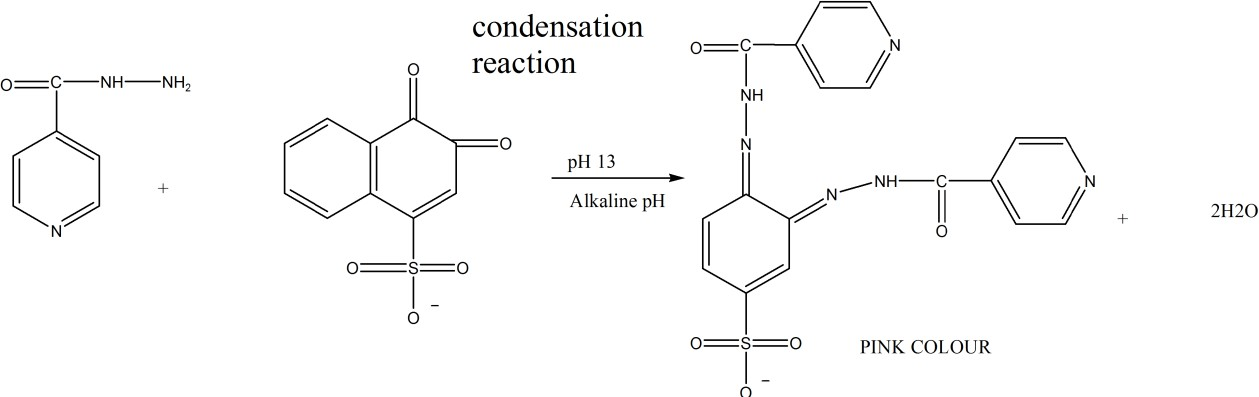 condensation
reaction
O
C
NH
NH2
N
+
O
O
O
S
O
O
−
pH 13
Alkaline pH
O
C
N
NH
N
N
NH
C
N
O
O
S
O
O
−
PINK COLOUR
+
2H2O